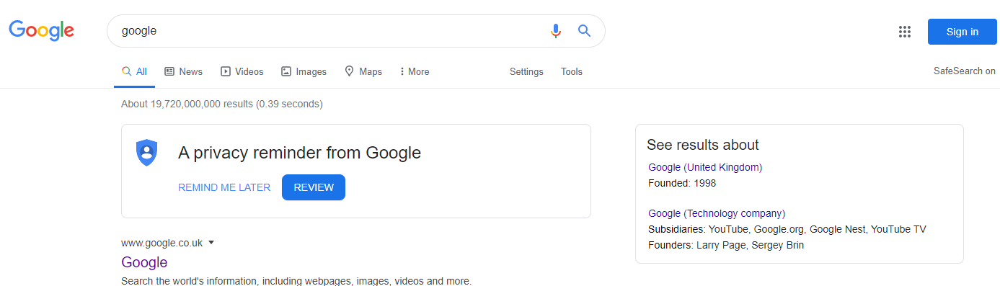 Google
google
Sign in
All News Videos Images Maps More Settings Tools
SafeSearch on
About 19,720,000,000 results (0.39 seconds)
A privacy reminder from Google
REMIND ME LATER REVIEW
www.google.co.uk
Google
Search the world's information, including webpages, images, videos and more.
See results about
Google (United Kingdom)
Founded: 1998
Google (Technology company)
Subsidiaries: YouTube, Google.org, Google Nest, YouTube TV
Founders: Larry Page, Sergey Brin